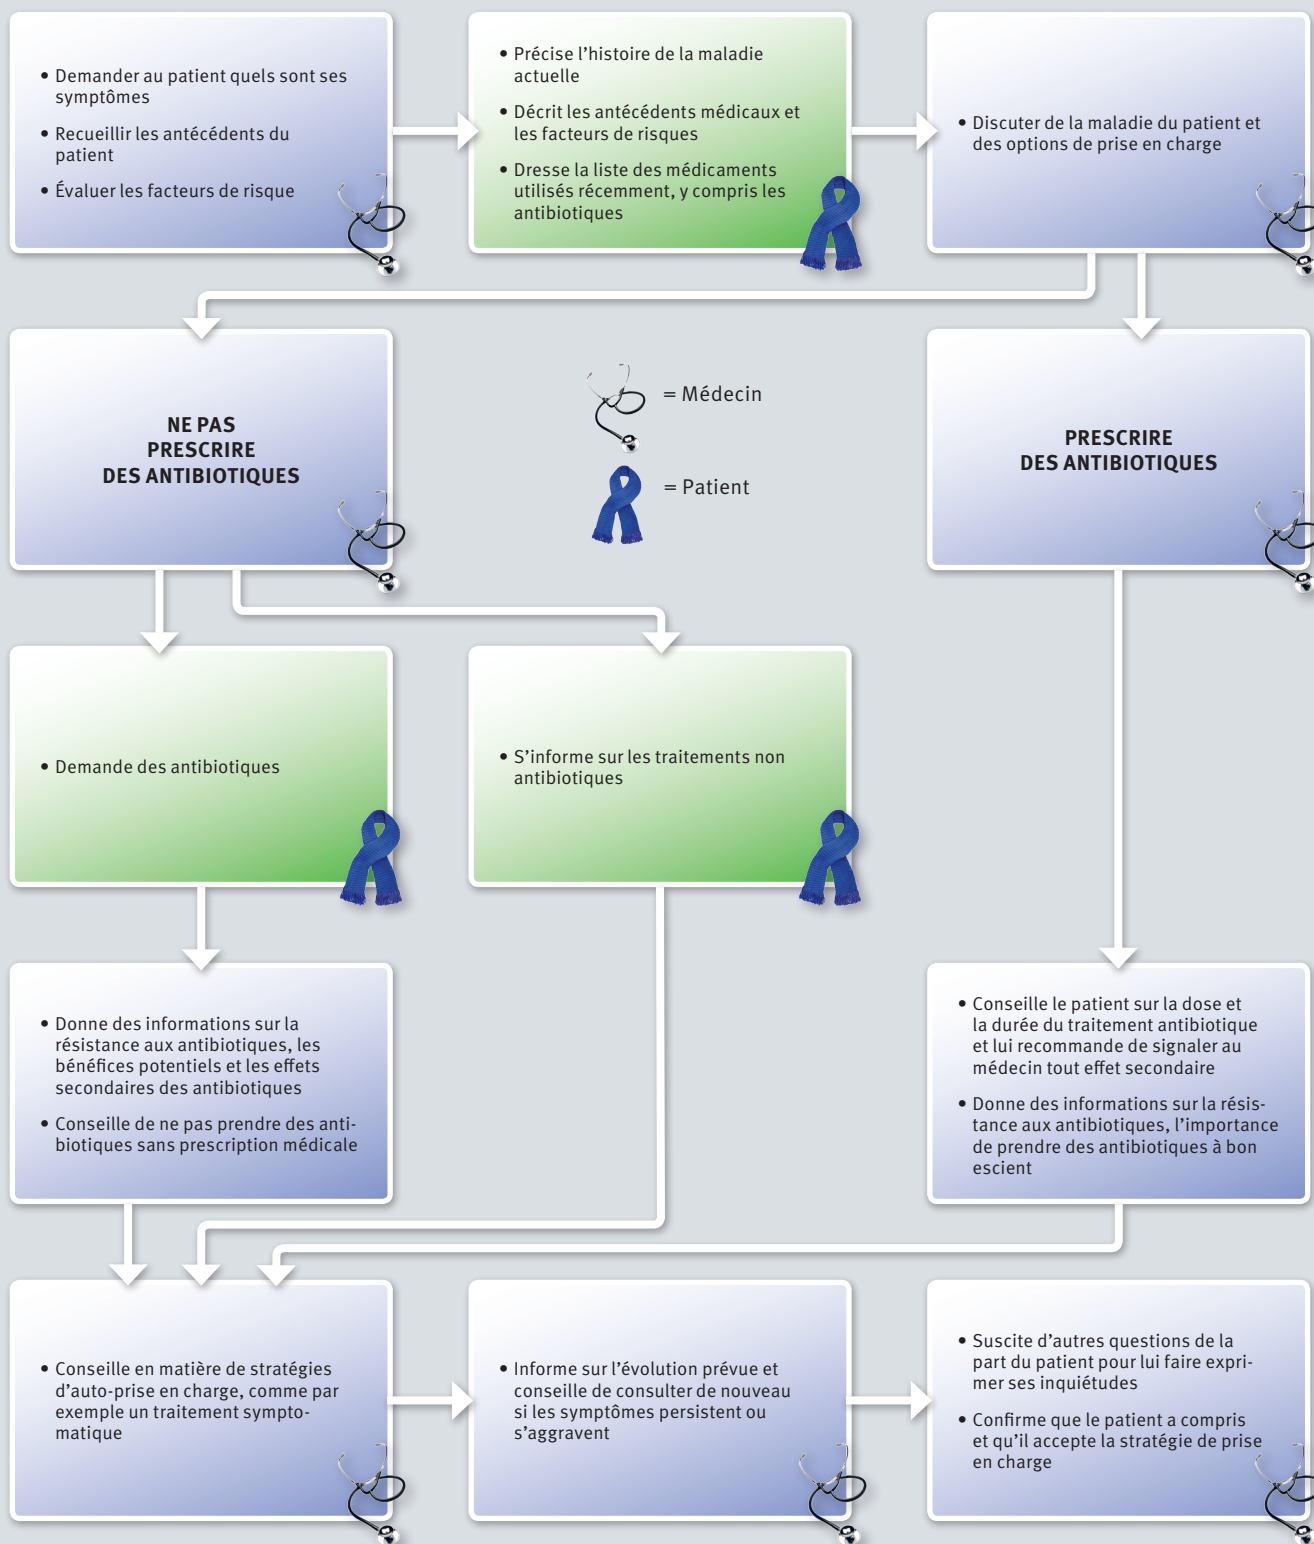 • Demander au patient quels sont ses
symptômes
• Recueillir les antécédents du
patient
• Évaluer les facteurs de risque
• Précise l’histoire de la maladie
actuelle
• Décrit les antécédents médicaux et
les facteurs de risques
• Dresse la liste des médicaments
utilisés récemment, y compris les
antibiotiques
• Discuter de la maladie du patient et
des options de prise en charge
NE PAS
PRESCRIRE
DES ANTIBIOTIQUES
= Médecin
= Patient
PRESCRIRE
DES ANTIBIOTIQUES
• Demande des antibiotiques
• S’informe sur les traitements non
antibiotiques
• Donne des informations sur la
résistance aux antibiotiques, les
bénéfices potentiels et les effets
secondaires des antibiotiques
• Conseille de ne pas prendre des anti-
biotiques sans prescription médicale
• Conseille le patient sur la dose et
la durée du traitement antibiotique
et lui recommande de signaler au
médecin tout effet secondaire
• Donne des informations sur la résis-
tance aux antibiotiques, l’importance
de prendre des antibiotiques à bon
escient
• Conseille en matière de stratégies
d’auto-prise en charge, comme par
exemple un traitement sympto-
matique
• Informe sur l’évolution prévue et
conseille de consulter de nouveau
si les symptômes persistent ou
s’aggravent
• Suscite d’autres questions de la
part du patient pour lui faire expri-
mer ses inquiétudes
• Confirme que le patient a compris
et qu’il accepte la stratégie de prise
en charge